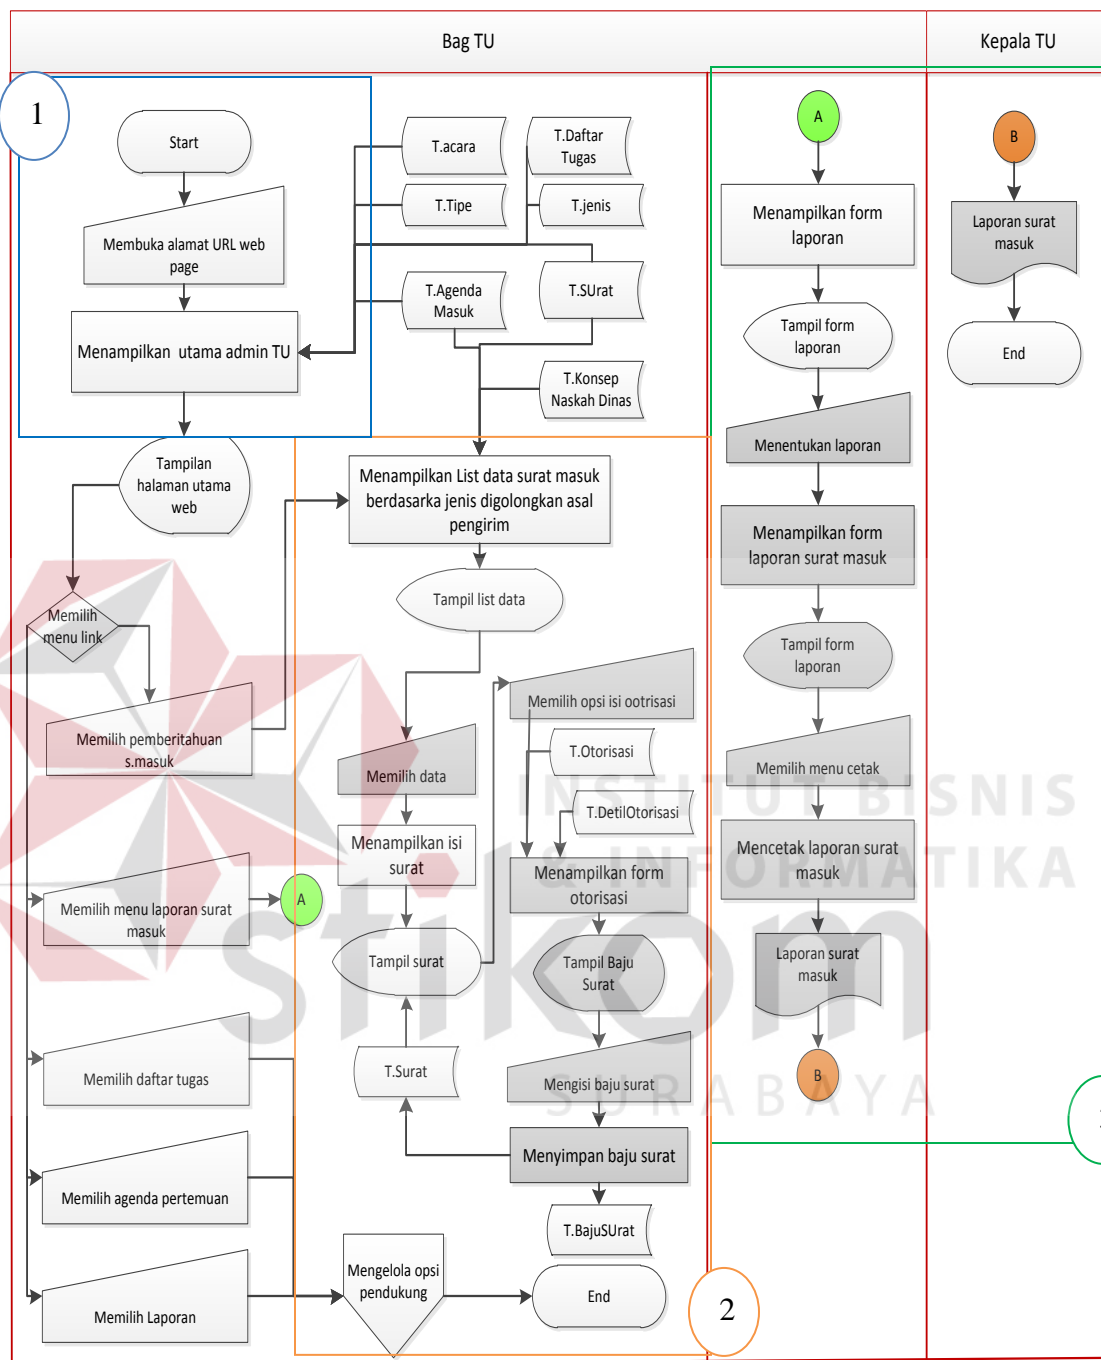 Bag TU
Kepala TU
1
Start
Membuka alamat URL web
page
Menampilkan utama admin TU
T.acara
T.Daftar
Tugas
T.Tipe
T.jenis
T.Agenda
Masuk
T.SUrat
T.Konsep
Naskah Dinas
Tampilan
halaman utama
web
Memilih
menu link
Memilih pemberitahuan
s.masuk
Memilih menu laporan surat
masuk
A
Memilih daftar tugas
Memilih agenda pertemuan
Memilih Laporan
Menampilkan List data surat masuk
berdasarka jenis digolongkan asal
pengirim
Tampil list data
Memilih data
Menampilkan isi
surat
Tampil surat
T.Surat
Memilih opsi isi ootrisasi
T.Otorisasi
T.DetilOtorisasi
Menampilkan form
otorisasi
Tampil Baju
Surat
Mengisi baju surat
Menyimpan baju surat
T.BajuSUrat
Mengelola opsi
pendukung
End
2
A
Menampilkan form
laporan
Tampil form
laporan
Menentukan laporan
Menampilkan form
laporan surat masuk
Tampil form
laporan
Memilih menu cetak
Mencetak laporan surat
masuk
Laporan surat
masuk
B
B
Laporan surat
masuk
End
INSTITUT BISNIS
& INFORMATIKA
stikom
SURABAYA